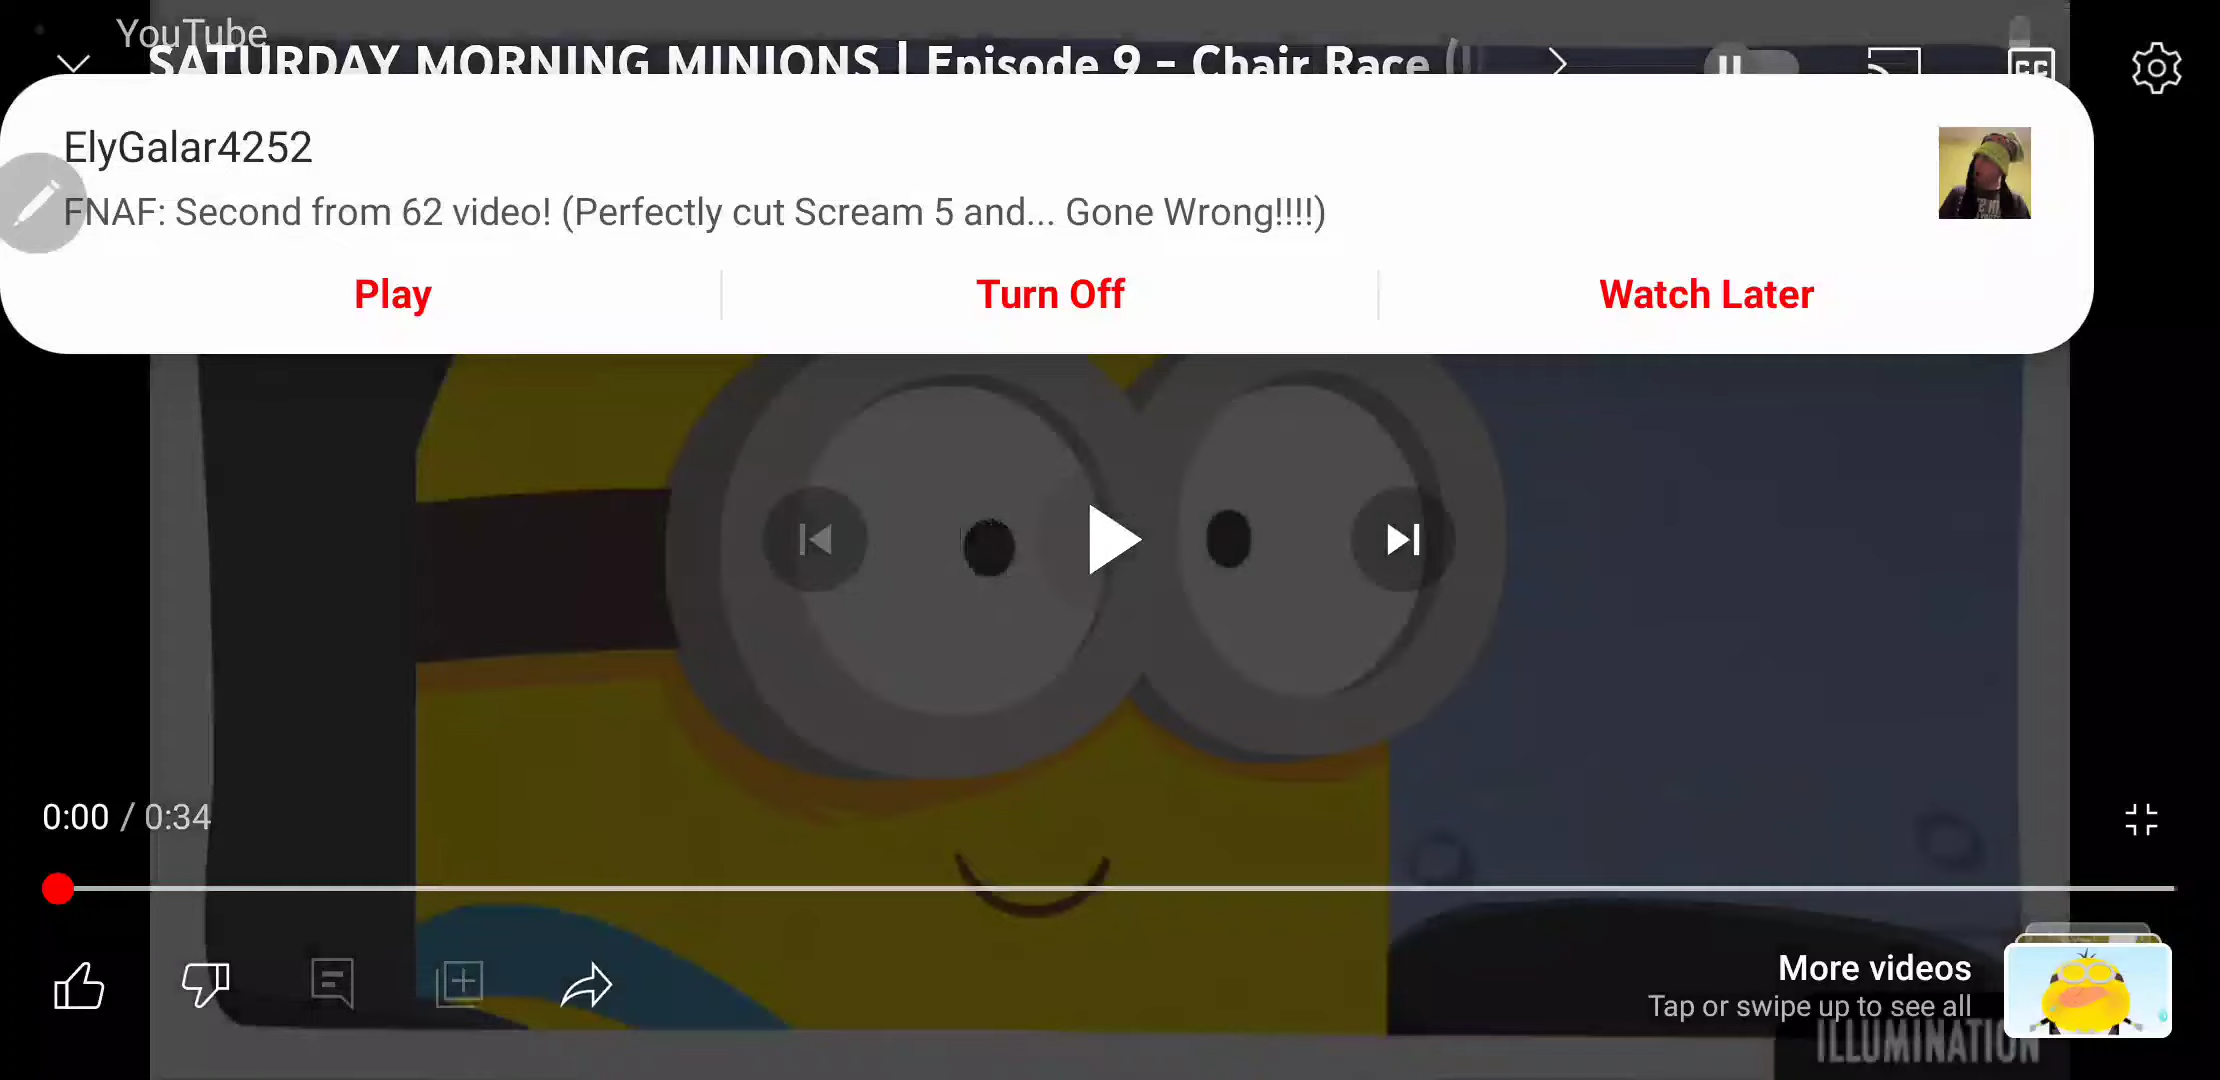 YouTube
SATURDAY MORNING MINIONS | Episode 9 - Chair Race (
CC
ElyGalar4252
FNAF: Second from 62 video! (Perfectly cut Scream 5 and... Gone Wrong!!!!)
Play
Turn Off
Watch Later
0:00 / 0:34
More videos
Tap or swipe up to see all
ILLUMINATION